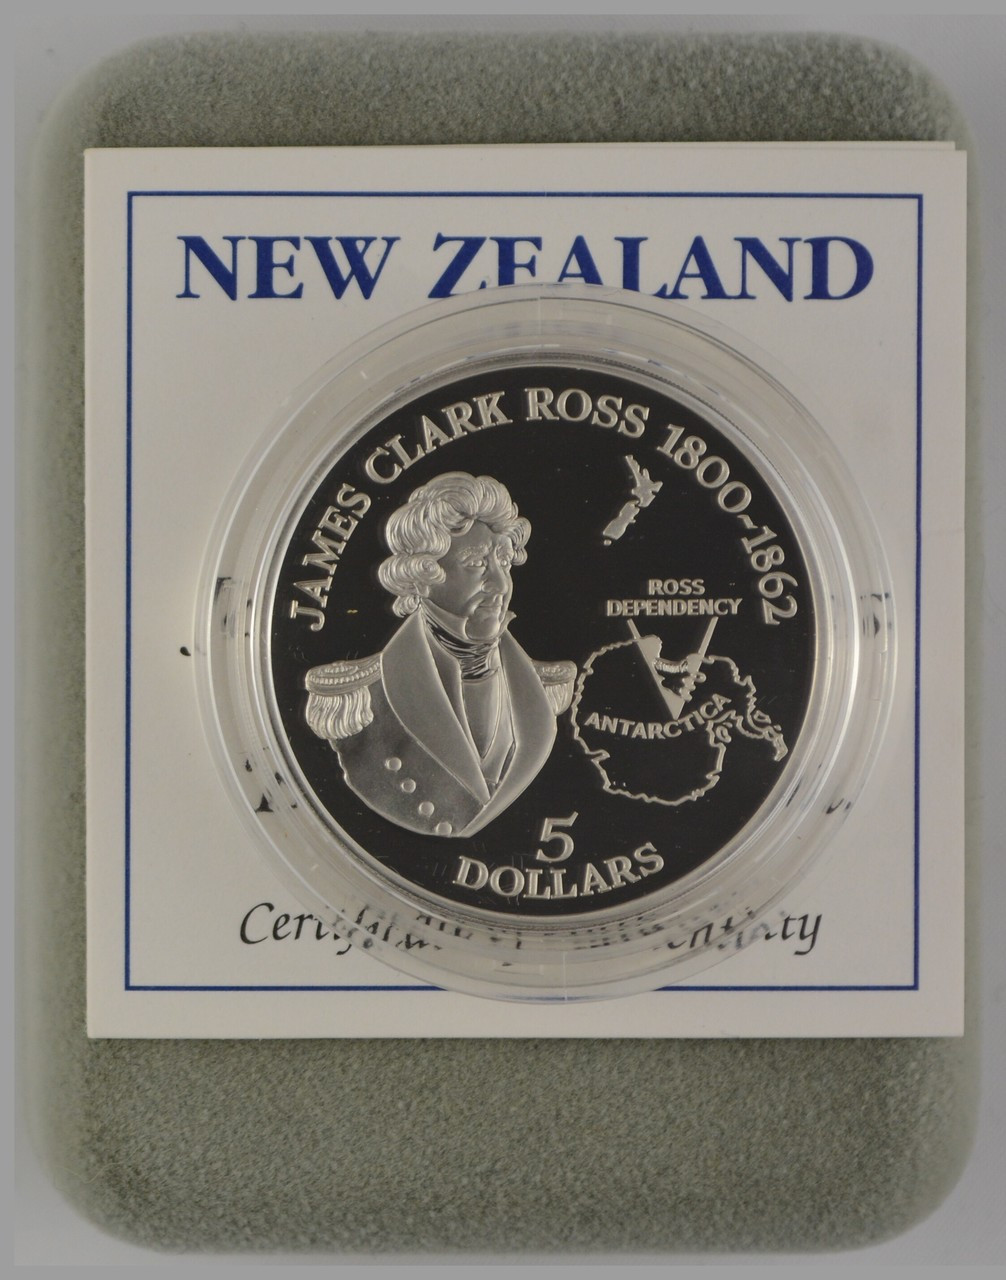 NEW ZEALAND
JAMES CLARK ROSS 1800~1862
ROSS
DEPENDENCY
ANTARCTICA
5
DOLLARS